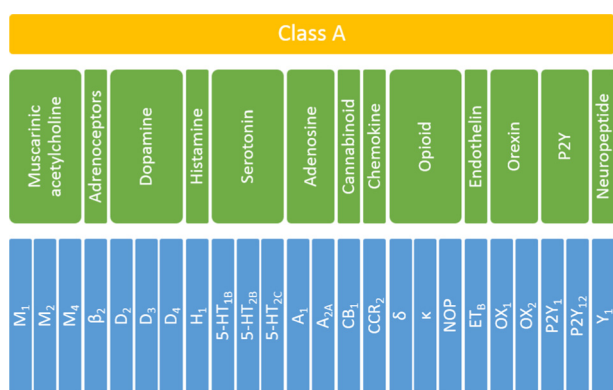 Class A
Muscarinic
acetylcholine
Adrenoceptors
Dopamine
Histamine
Serotonin
Adenosine
Cannabinoid
Chemokine
Opioid
Endothelin
Orexin
P2Y
Neuropeptide
M₁
M₂
M₄
β₂
D₂
D₃
D₄
H₁
5-HT₁B
5-HT₂B
5-HT₂C
A₁
A₂A
CB₁
CCR₂
δ
κ
NOP
ET_B
OX₁
OX₂
P2Y₁
P2Y₁₂
Y₁